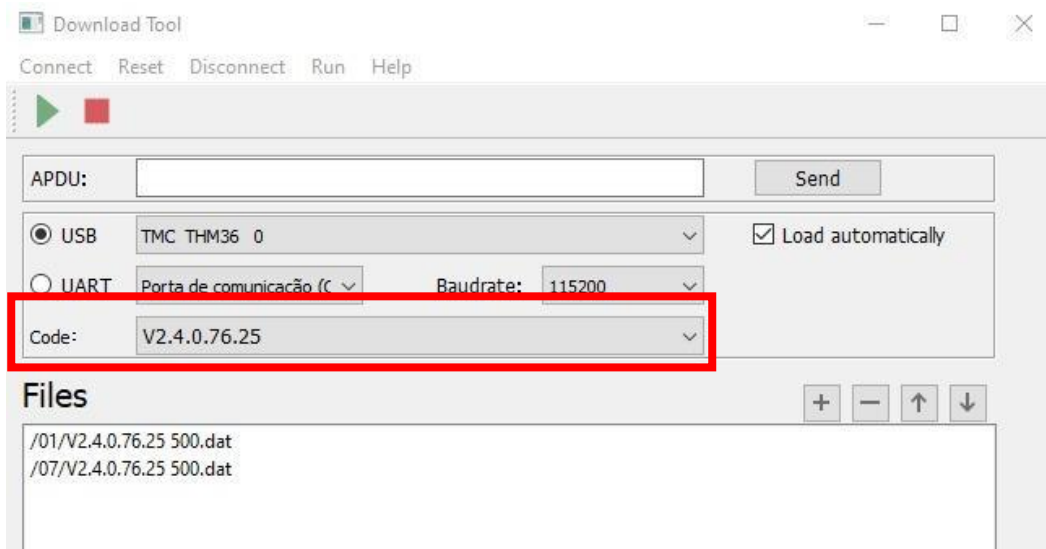 Download Tool
Connect Reset Disconnect Run Help
APDU: Send
USB TMC THM36 0 Load automatically
UART Porta de comunicação (C Baudrate: 115200
Code: V2.4.0.76.25
Files
/01/V2.4.0.76.25 500.dat
/07/V2.4.0.76.25 500.dat